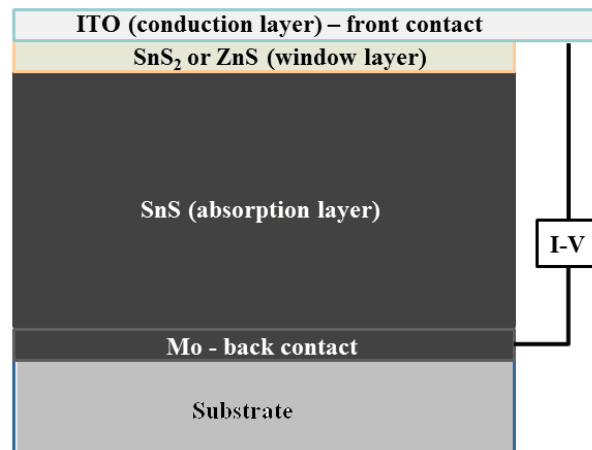 ITO (conduction layer) – front contact
SnS₂ or ZnS (window layer)
SnS (absorption layer)
I-V
Mo - back contact
Substrate